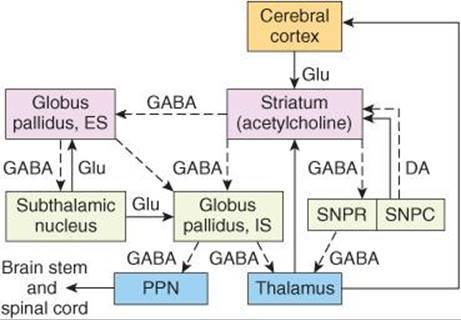 Cerebral
cortex
Glu
Globus
pallidus, ES
GABA
Striatum
(acetylcholine)
GABA
Glu
GABA
GABA
DA
Subthalamic
nucleus
Glu
Globus
pallidus, IS
SNPR
SNPC
GABA
GABA
GABA
Brain stem
and
spinal cord
PPN
Thalamus